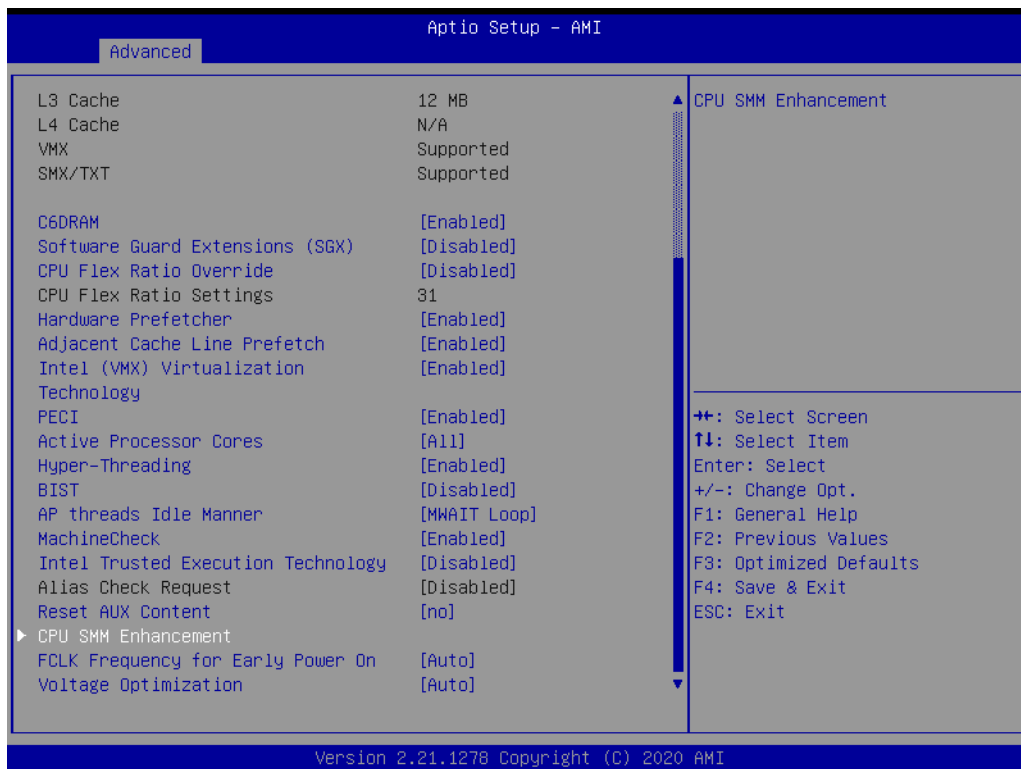 Aptio Setup – AMI
Advanced
L3 Cache 12 MB
L4 Cache N/A
VMX Supported
SMX/TXT Supported
C6DRAM [Enabled]
Software Guard Extensions (SGX) [Disabled]
CPU Flex Ratio Override [Disabled]
CPU Flex Ratio Settings 31
Hardware Prefetcher [Enabled]
Adjacent Cache Line Prefetch [Enabled]
Intel (VMX) Virtualization [Enabled]
Technology
PECI [Enabled]
Active Processor Cores [All]
Hyper-Threading [Enabled]
BIST [Disabled]
AP threads Idle Manner [MWAIT Loop]
MachineCheck [Enabled]
Intel Trusted Execution Technology [Disabled]
Alias Check Request [Disabled]
Reset AUX Content [no]
CPU SMM Enhancement
FCLK Frequency for Early Power On [Auto]
Voltage Optimization [Auto]
CPU SMM Enhancement
→←: Select Screen
↑↓: Select Item
Enter: Select
+/-: Change Opt.
F1: General Help
F2: Previous Values
F3: Optimized Defaults
F4: Save & Exit
ESC: Exit
Version 2.21.1278 Copyright (C) 2020 AMI